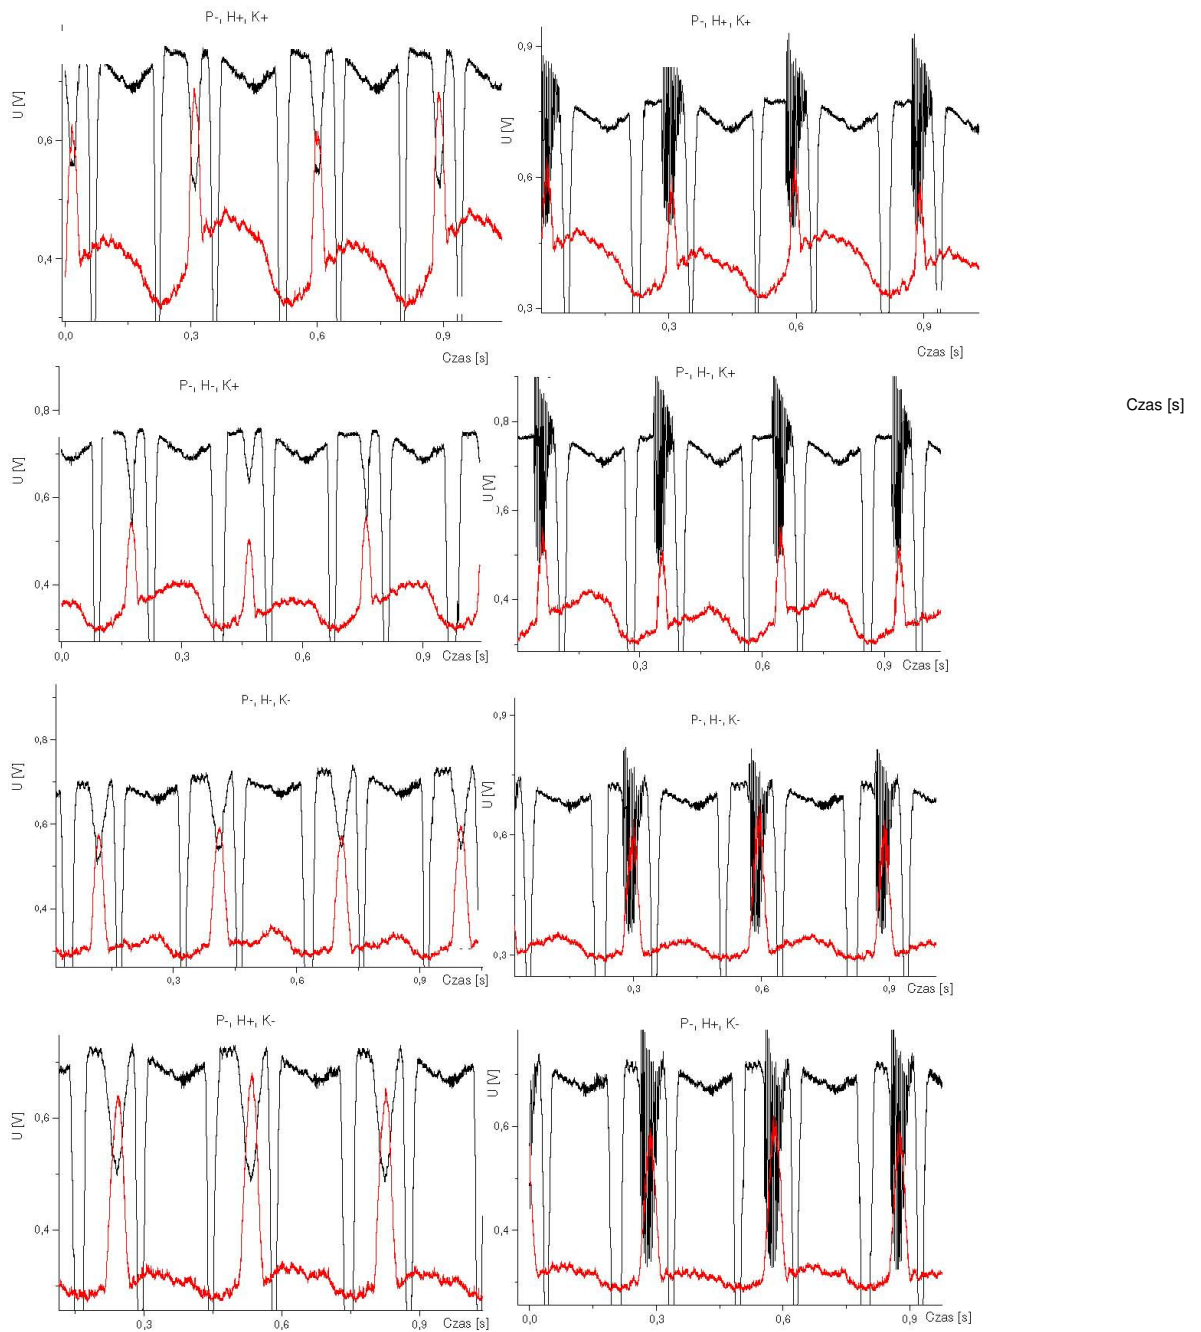 P-, H+, K+
U [V]
0,6
0,4
0,0 0,3 0,6 0,9
Czas [s]
P-, H+, K+
U [V]
0,9
0,6
0,3
0,3 0,6 0,9
Czas [s]
P-, H-, K+
U [V]
0,8
0,6
0,4
0,0 0,3 0,6 0,9
Czas [s]
P-, H-, K+
U [V]
0,8
0,6
0,4
0,3 0,6 0,9
Czas [s]
Czas [s]
P-, H-, K-
U [V]
0,8
0,6
0,4
0,3 0,6 0,9
Czas [s]
P-, H-, K-
U [V]
0,9
0,6
0,3
0,3 0,6 0,9
Czas [s]
P-, H+, K-
U [V]
0,6
0,4
0,3 0,6 0,9
Czas [s]
P-, H+, K-
U [V]
0,6
0,4
0,0 0,3 0,6 0,9
Czas [s]